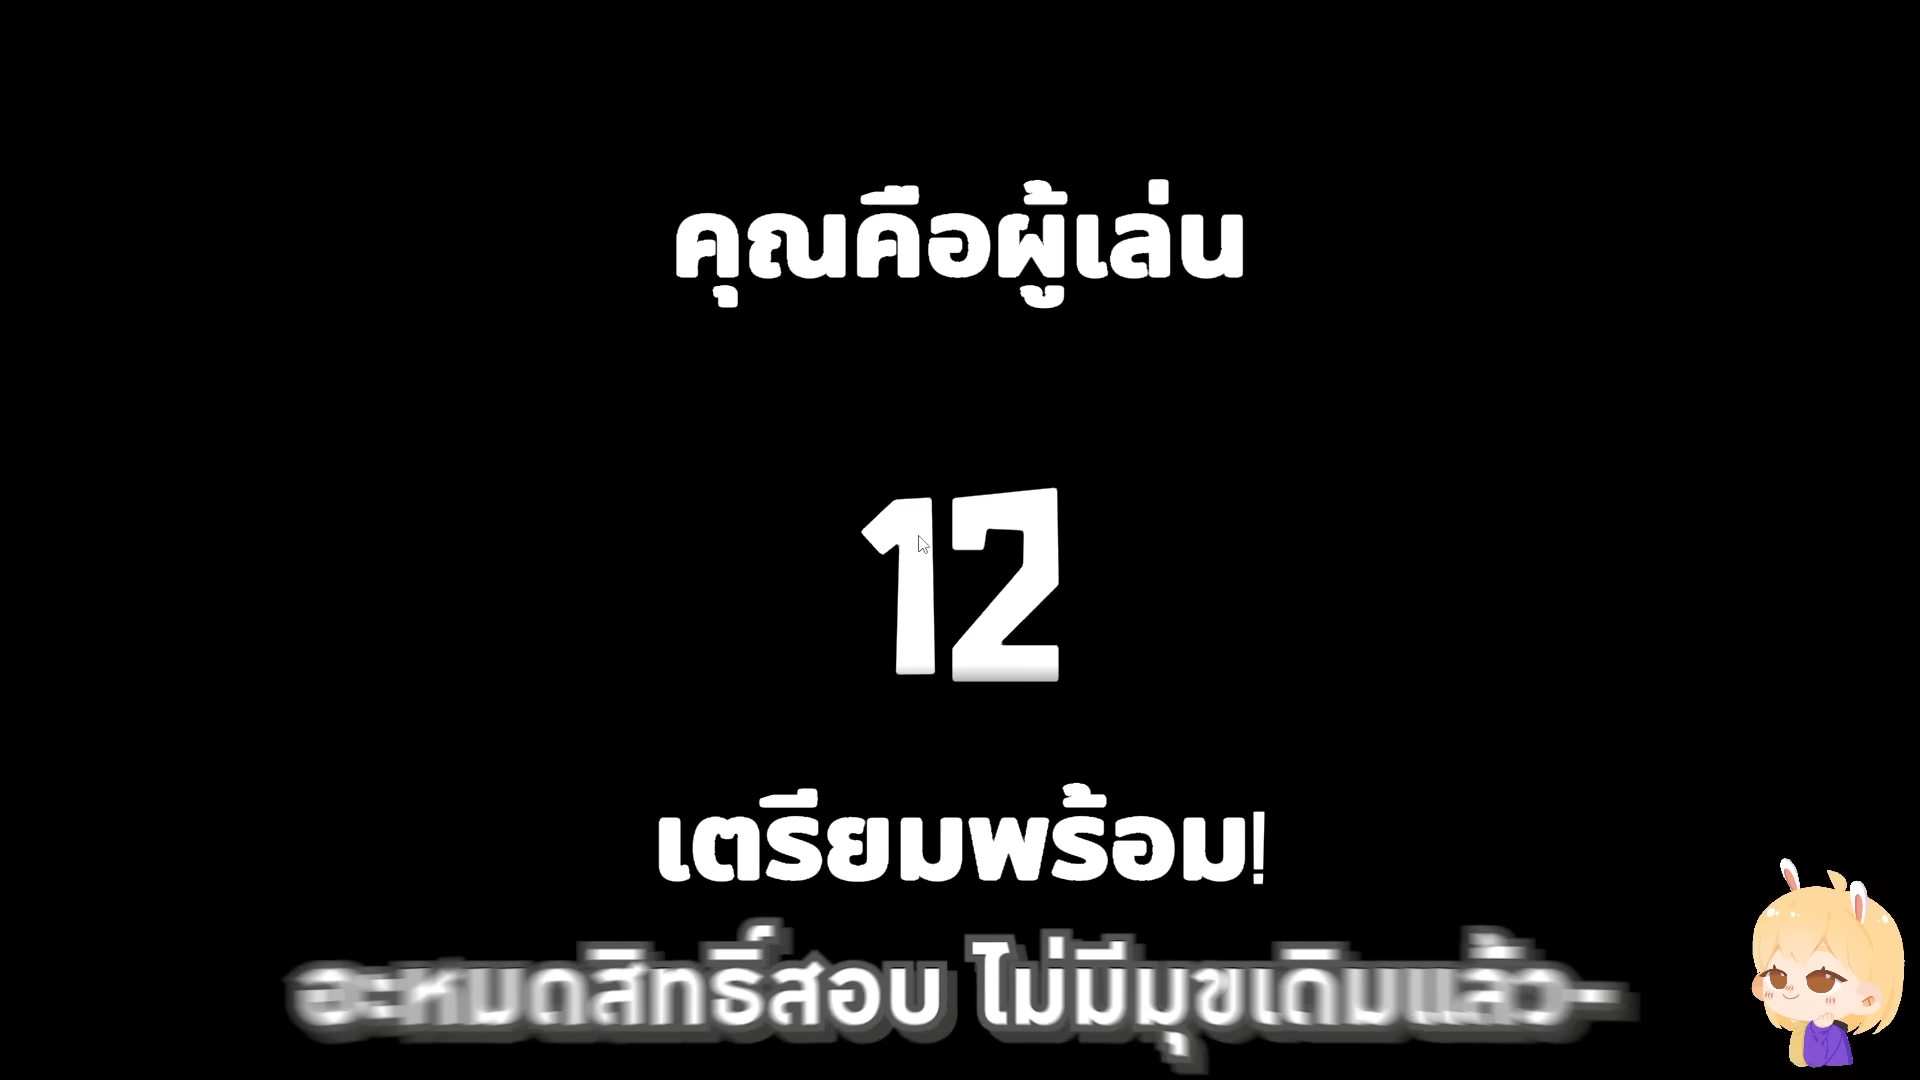 คุณคือผู้เล่น
12
เตรียมพร้อม!
อะหมดสิทธิ์สอบ ไม่มีมุขเดิมแล้ว-